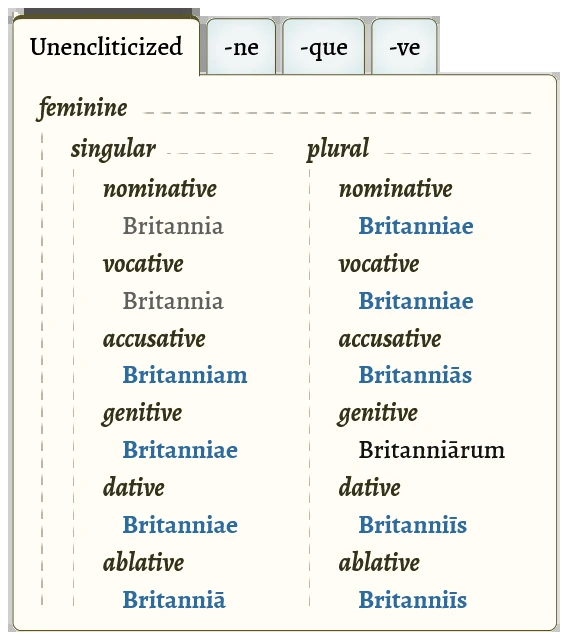 Unencliticized -ne -que -ve
feminine
singular
nominative
Britannia
vocative
Britannia
accusative
Britanniam
genitive
Britanniae
dative
Britanniae
ablative
Britanniā
plural
nominative
Britanniae
vocative
Britanniae
accusative
Britanniās
genitive
Britanniārum
dative
Britanniīs
ablative
Britanniīs